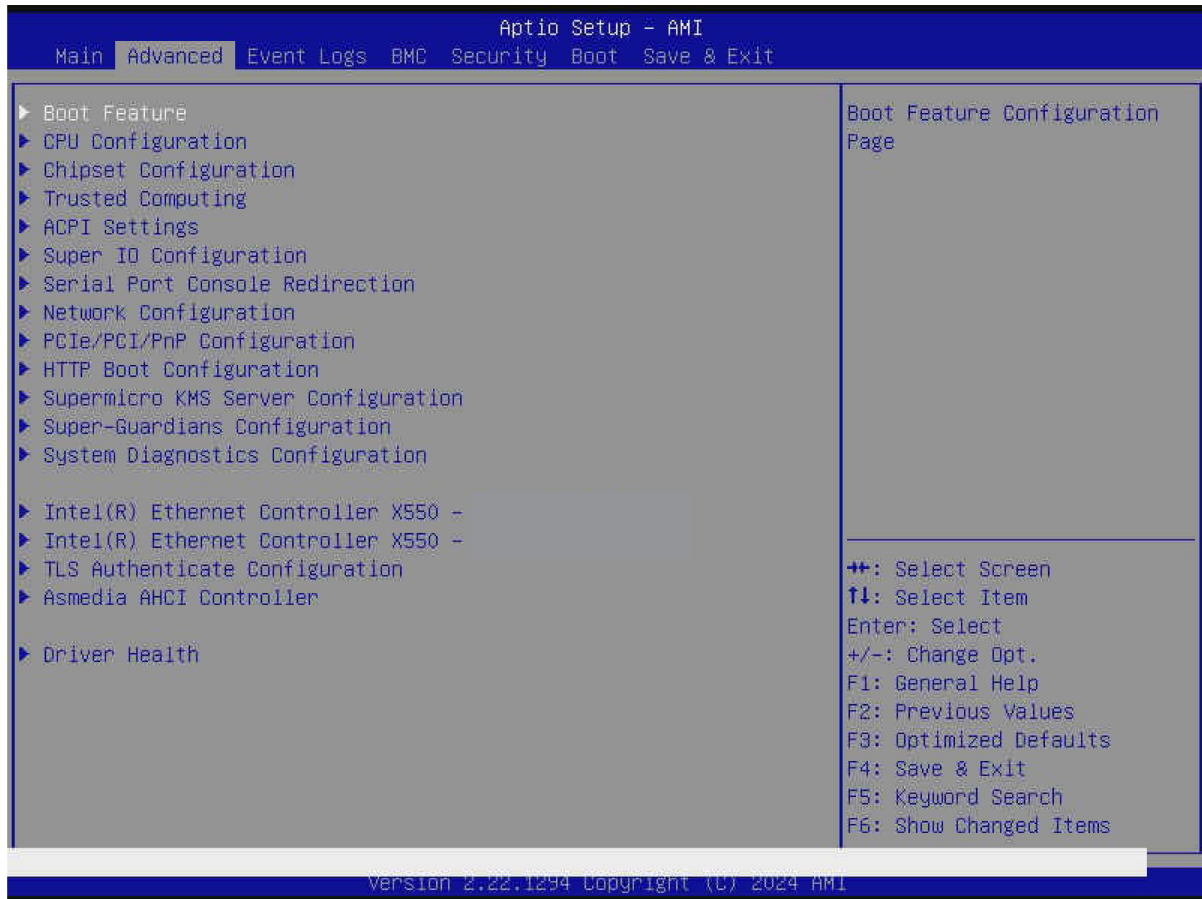 Aptio Setup – AMI
Main Advanced Event Logs BMC Security Boot Save & Exit
▶ Boot Feature
▶ CPU Configuration
▶ Chipset Configuration
▶ Trusted Computing
▶ ACPI Settings
▶ Super IO Configuration
▶ Serial Port Console Redirection
▶ Network Configuration
▶ PCIe/PCI/PnP Configuration
▶ HTTP Boot Configuration
▶ Supermicro KMS Server Configuration
▶ Super-Guardians Configuration
▶ System Diagnostics Configuration
▶ Intel(R) Ethernet Controller X550 –
▶ Intel(R) Ethernet Controller X550 –
▶ TLS Authenticate Configuration
▶ Asmedia AHCI Controller
▶ Driver Health
Boot Feature Configuration
Page
→←: Select Screen
↑↓: Select Item
Enter: Select
+/-: Change Opt.
F1: General Help
F2: Previous Values
F3: Optimized Defaults
F4: Save & Exit
F5: Keyword Search
F6: Show Changed Items
Version 2.22.1294 Copyright (C) 2024 AMI